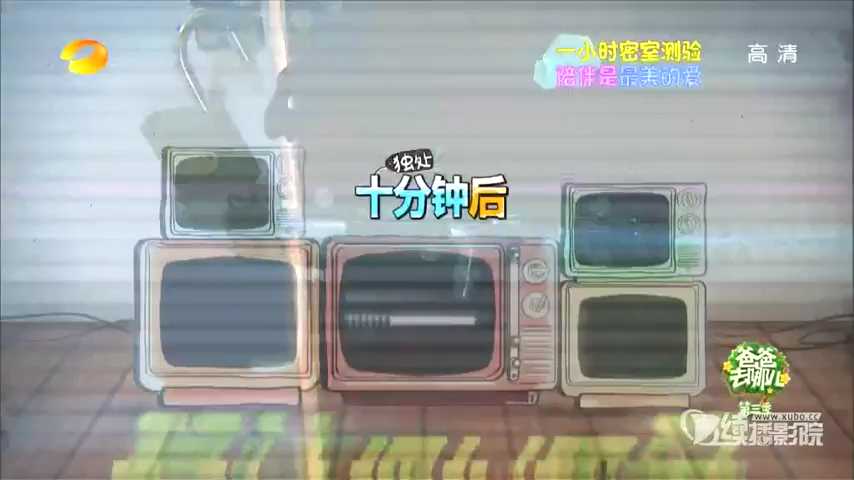 一小时密室测验
陪伴是最美的爱
高清
独处
十分钟后
爸爸去哪儿
第三季
www.xubo.cc
续播影院